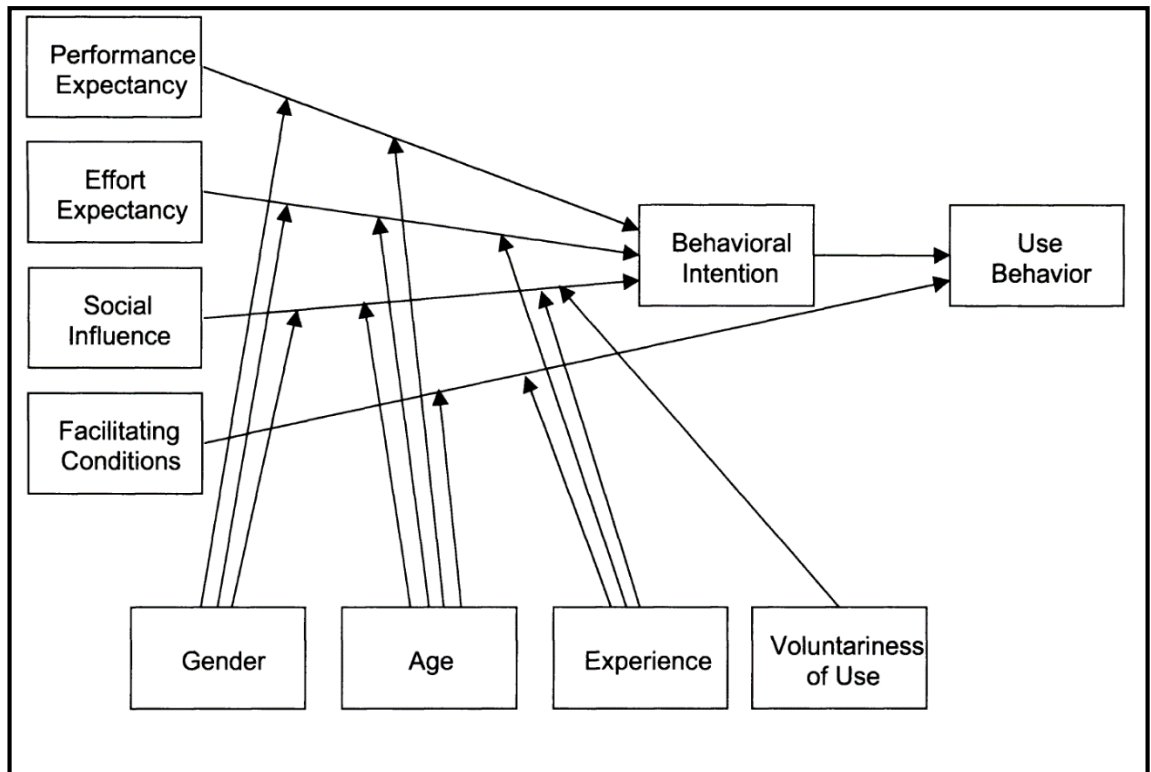 Performance
Expectancy
Effort
Expectancy
Social
Influence
Facilitating
Conditions
Behavioral
Intention
Use
Behavior
Gender
Age
Experience
Voluntariness
of Use